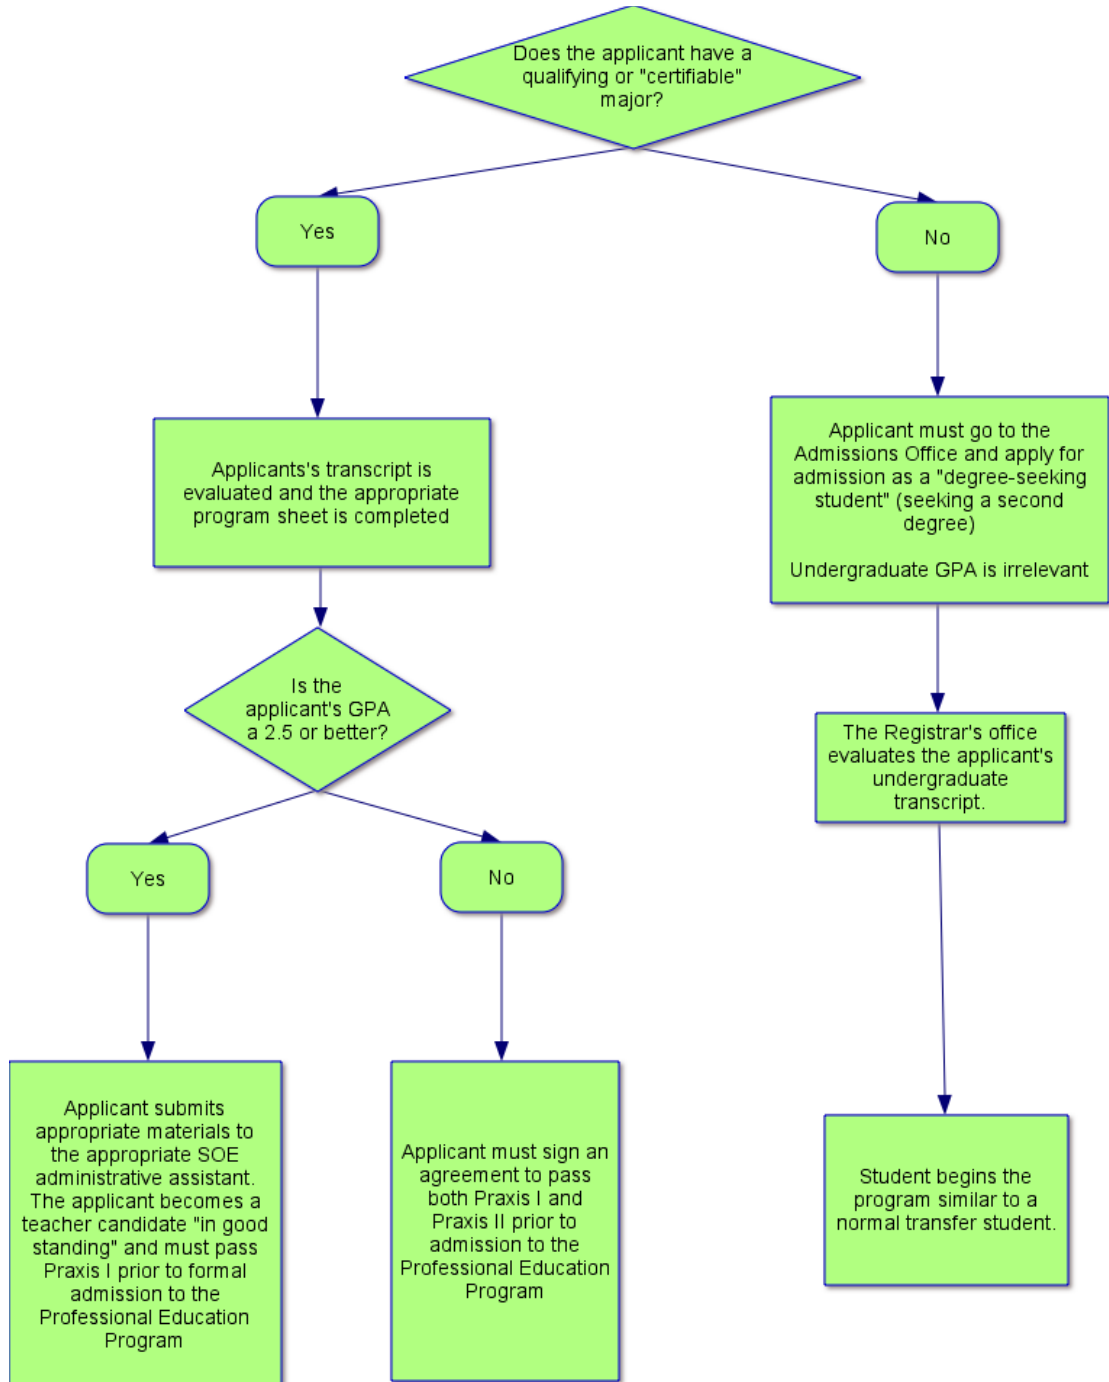 Does the applicant have a
qualifying or "certifiable"
major?
Yes
No
Applicants's transcript is
evaluated and the appropriate
program sheet is completed
Applicant must go to the
Admissions Office and apply for
admission as a "degree-seeking
student" (seeking a second
degree)
Undergraduate GPA is irrelevant
Is the
applicant's GPA
a 2.5 or better?
The Registrar's office
evaluates the applicant's
undergraduate
transcript.
Yes
No
Applicant submits
appropriate materials to
the appropriate SOE
administrative assistant.
The applicant becomes a
teacher candidate "in good
standing" and must pass
Praxis I prior to formal
admission to the
Professional Education
Program
Applicant must sign an
agreement to pass
both Praxis I and
Praxis II prior to
admission to the
Professional Education
Program
Student begins the
program similar to a
normal transfer student.